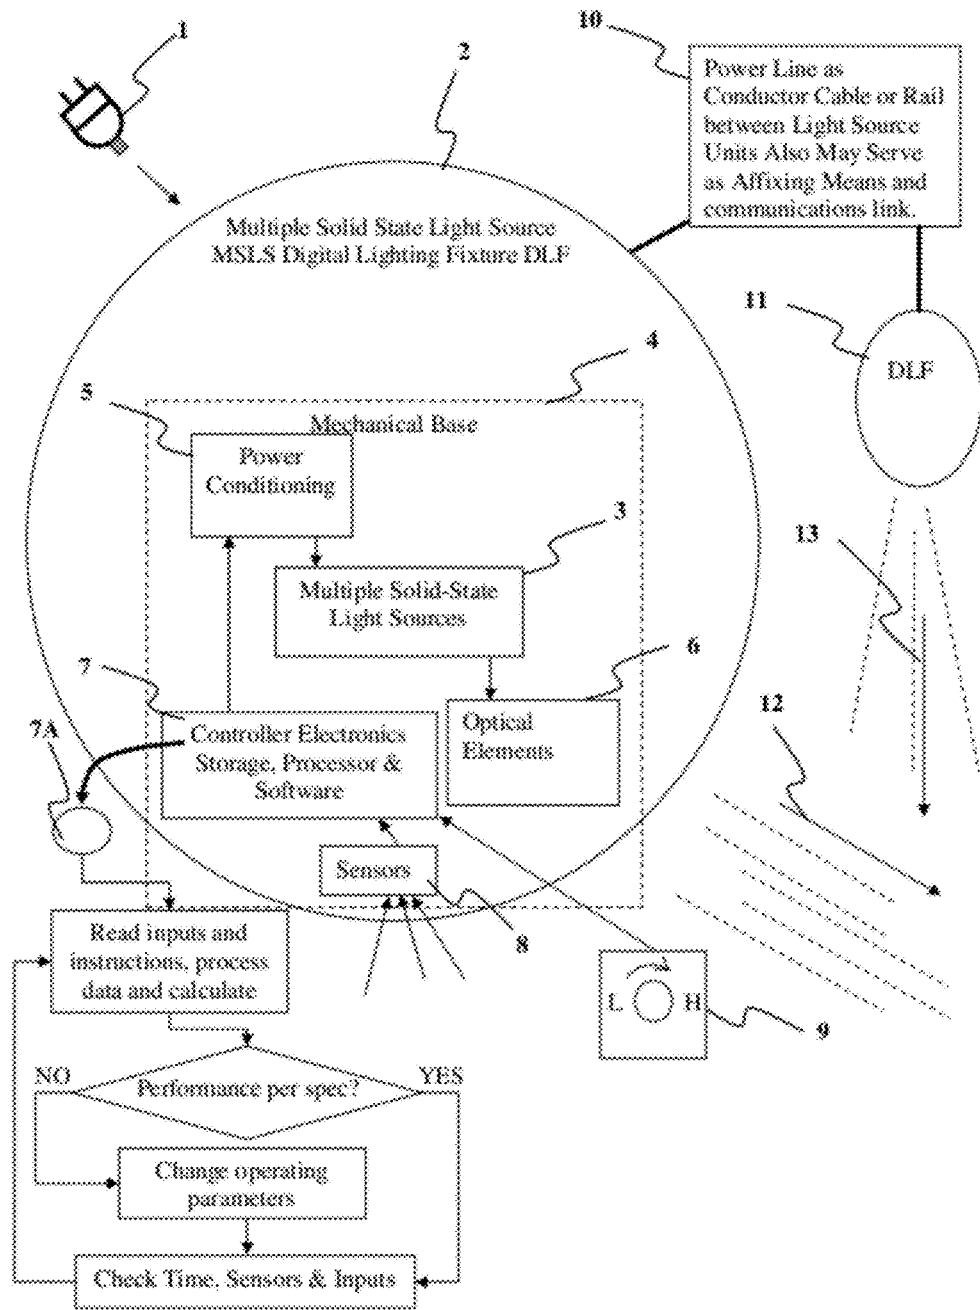 1
2
10
Power Line as
Conductor Cable or Rail
between Light Source
Units Also May Serve
as Affixing Means and
communications link.
Multiple Solid State Light Source
MSLS Digital Lighting Fixture DLF
11
DLF
4
5
Mechanical Base
Power
Conditioning
3
13
Multiple Solid-State
Light Sources
6
7
12
7A
Controller Electronics
Storage, Processor &
Software
Optical
Elements
Sensors
8
Read inputs and
instructions, process
data and calculate
L H
9
NO
YES
Performance per spec?
Change operating
parameters
Check Time, Sensors & Inputs